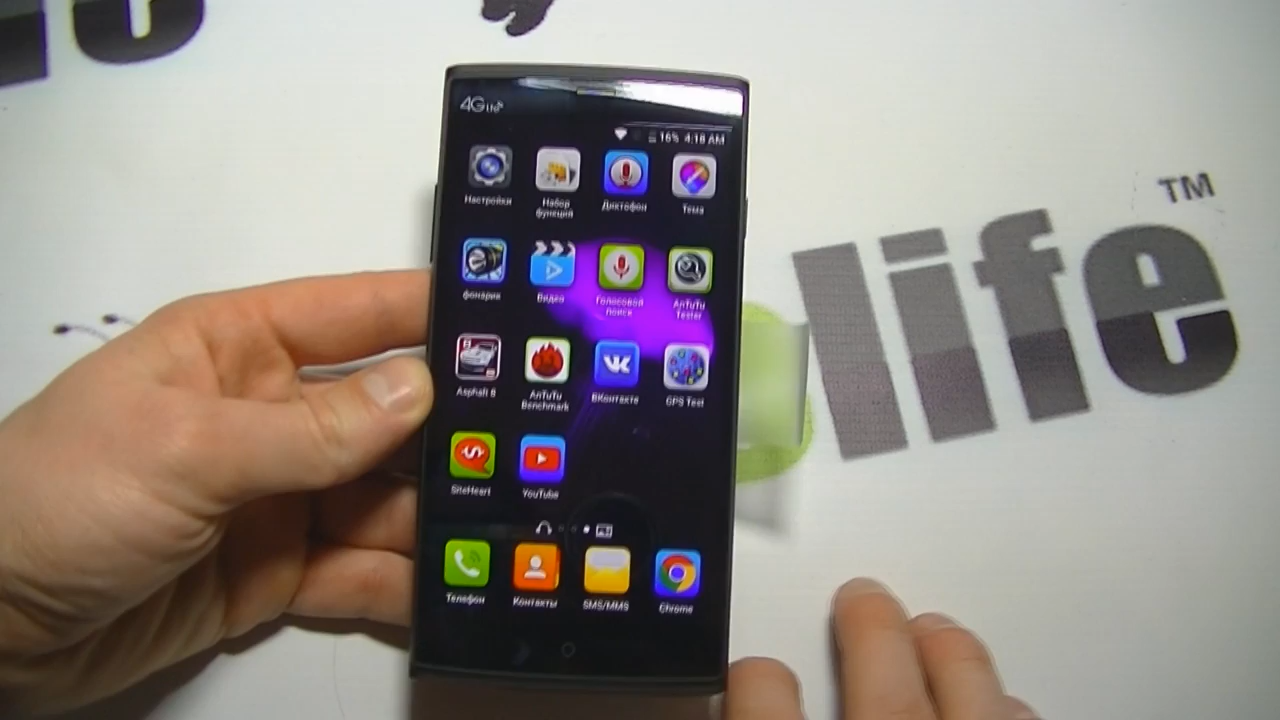 TM
life
4G LTE
16% 4:18 AM
Настройки
Набор функций
Диктофон
Тема
фонарик
Видео
Голосовой поиск
AnTuTu Tester
Asphalt 8
AnTuTu Benchmark
ВКонтакте
GPS Test
SiteHeart
YouTube
Телефон
Контакты
SMS/MMS
Chrome